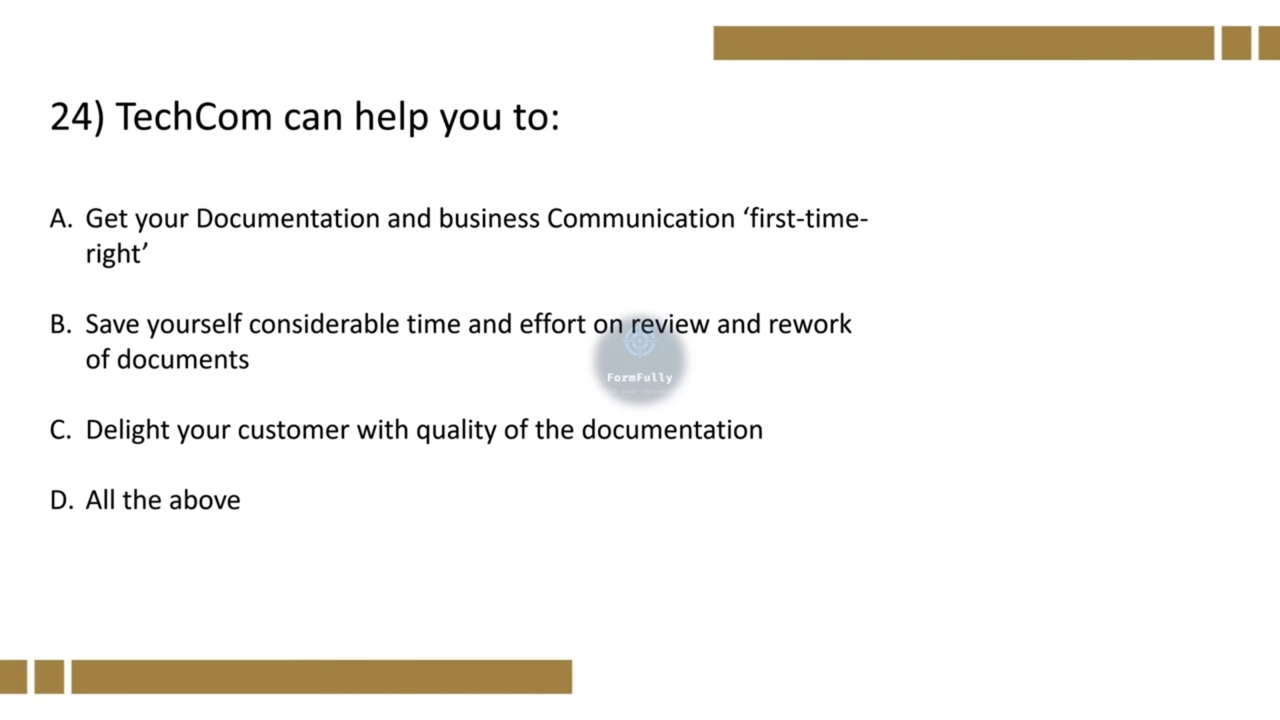 24) TechCom can help you to:
A. Get your Documentation and business Communication ‘first-time-
right’
B. Save yourself considerable time and effort on review and rework
of documents
FormFully
C. Delight your customer with quality of the documentation
D. All the above